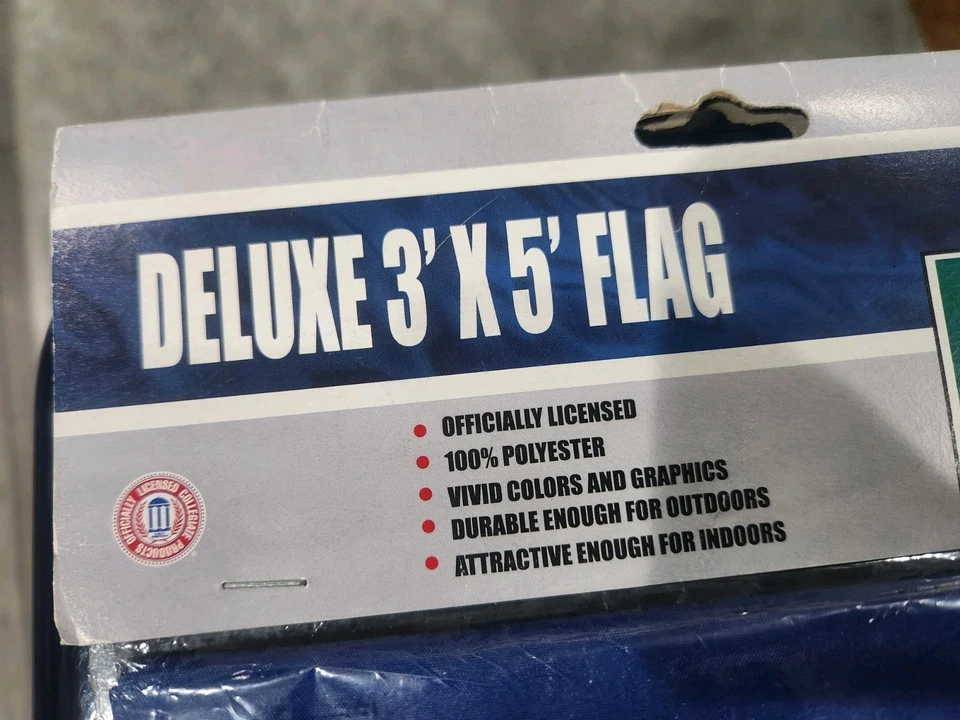 DELUXE 3' X 5' FLAG
OFFICIALLY LICENSED
100% POLYESTER
VIVID COLORS AND GRAPHICS
DURABLE ENOUGH FOR OUTDOORS
ATTRACTIVE ENOUGH FOR INDOORS
OFFICIALLY LICENSED COLLEGIATE PRODUCTS